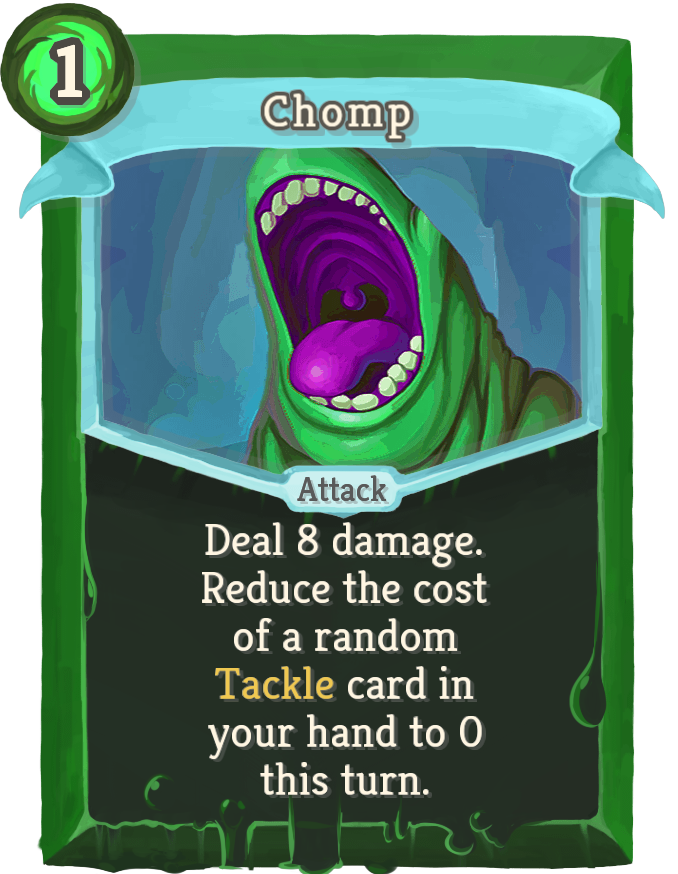 1
Chomp
Attack
Deal 8 damage.
Reduce the cost
of a random
Tackle card in
your hand to 0
this turn.